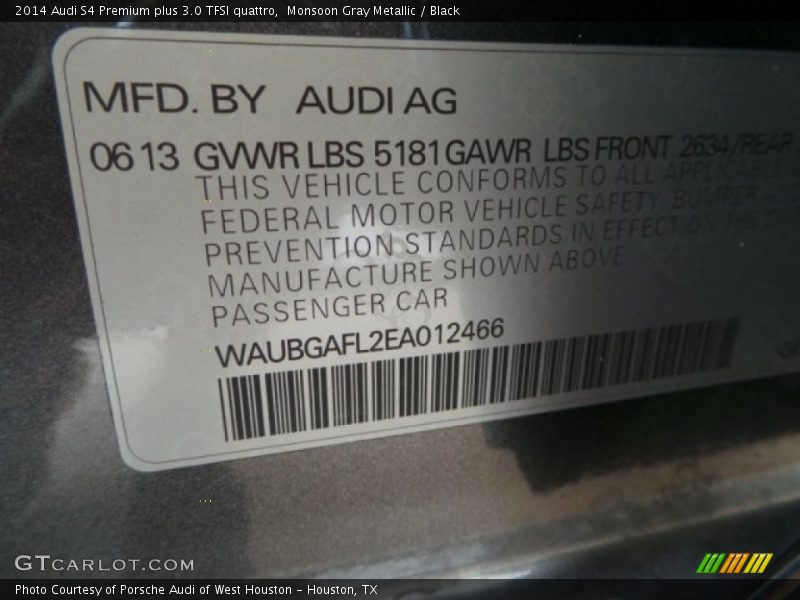 2014 Audi S4 Premium plus 3.0 TFSI quattro,  Monsoon Gray Metallic / Black
MFD. BY AUDI AG
06 13 GVWR LBS 5181 GAWR LBS FRONT 2634 /REAR
THIS VEHICLE CONFORMS TO ALL APPLICABLE
FEDERAL MOTOR VEHICLE SAFETY, BUMPER
PREVENTION STANDARDS IN EFFECT ON THE
MANUFACTURE SHOWN ABOVE
PASSENGER CAR
WAUBGAFL2EA012466
GTCARLOT.COM
Photo Courtesy of Porsche Audi of West Houston – Houston, TX